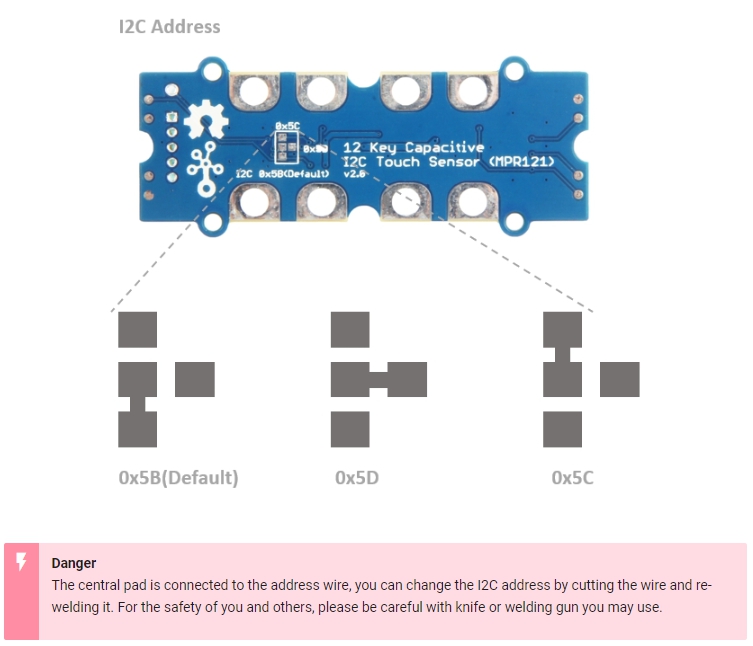 I2C Address
0x5C
12 Key Capacitive
I2C Touch Sensor (MPR121)
I2C 0x5B(Default)
v2.0
0x5B(Default)
0x5D
0x5C
Danger
The central pad is connected to the address wire, you can change the I2C address by cutting the wire and re-
welding it. For the safety of you and others, please be careful with knife or welding gun you may use.